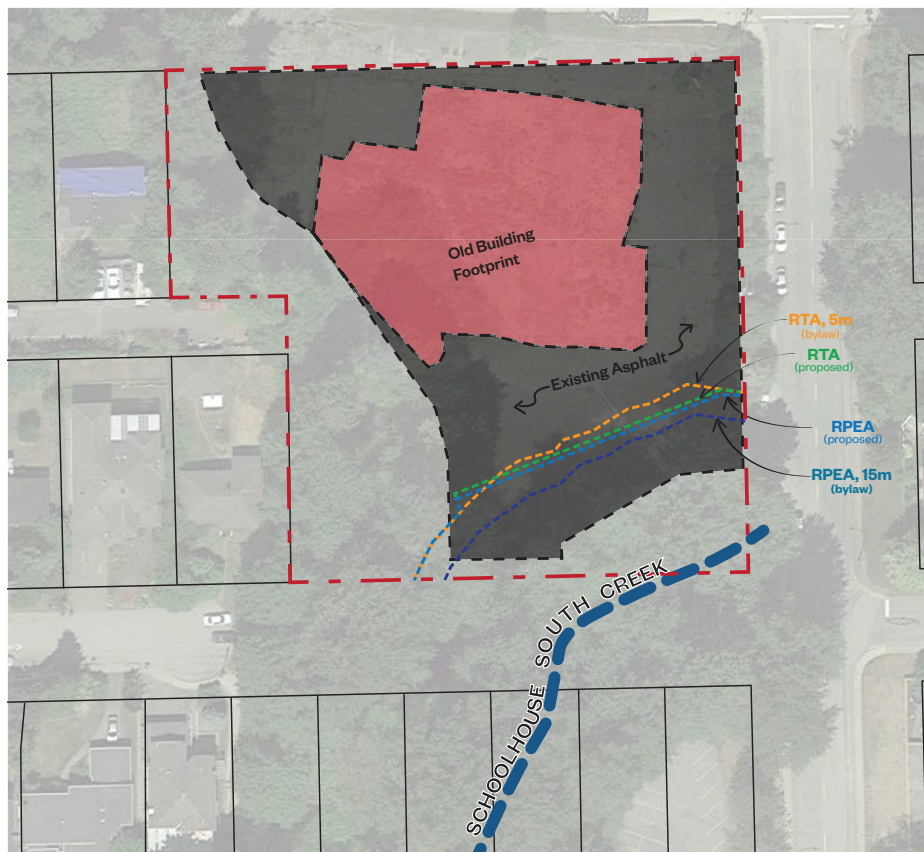 Old Building
Footprint
Existing Asphalt
RTA, 5m
(bylaw)
RTA
(proposed)
RPEA
(proposed)
RPEA, 15m
(bylaw)
SCHOOLHOUSE SOUTH CREEK